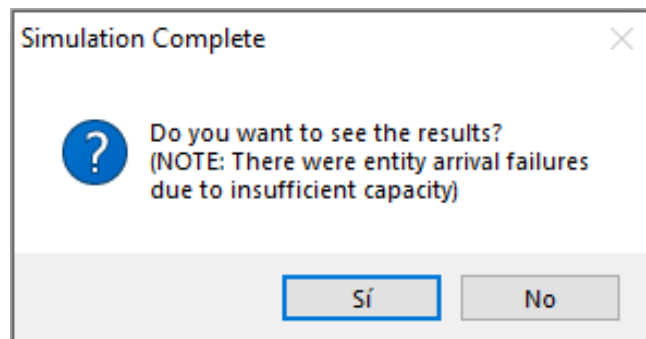 Simulation Complete
Do you want to see the results?
(NOTE: There were entity arrival failures
due to insufficient capacity)
Sí
No